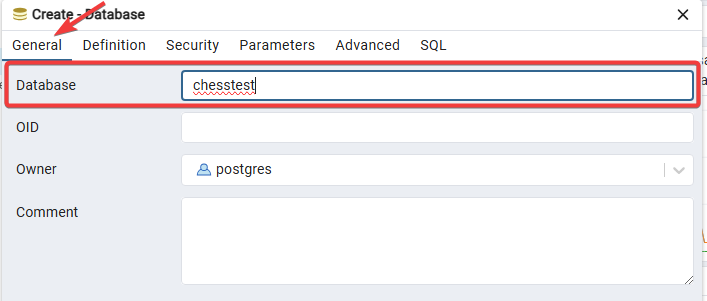 Create - Database
General Definition Security Parameters Advanced SQL
Database chesstest
OID
Owner postgres
Comment